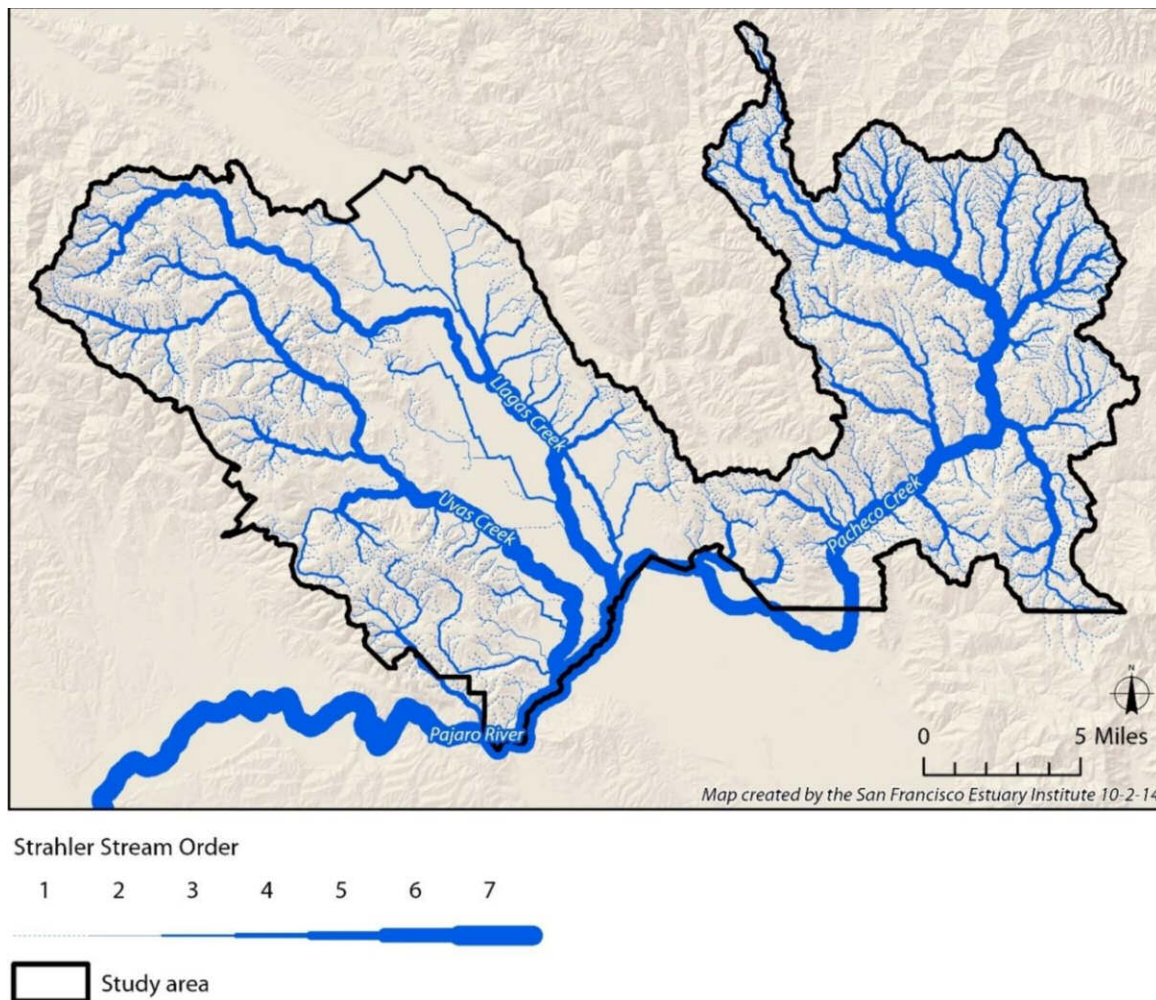 Llagas Creek
Uvas Creek
Pacheco Creek
Pajaro River
N
0 5 Miles
Map created by the San Francisco Estuary Institute 10-2-14
Strahler Stream Order
1 2 3 4 5 6 7
Study area